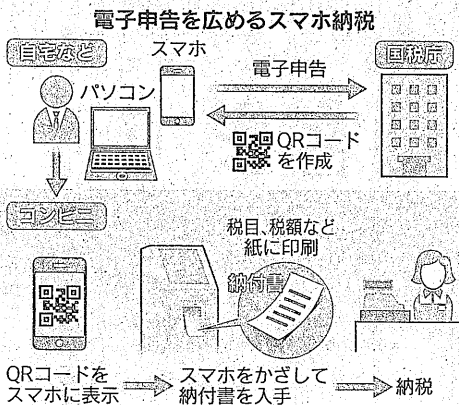 電子申告を広めるスマホ納税
自宅など
スマホ
国税庁
パソコン
電子申告
QRコード
を作成
コンビニ
税目、税額など
紙に印刷
納付書
QRコードを
スマホに表示
スマホをかざして
納付書を入手
納税